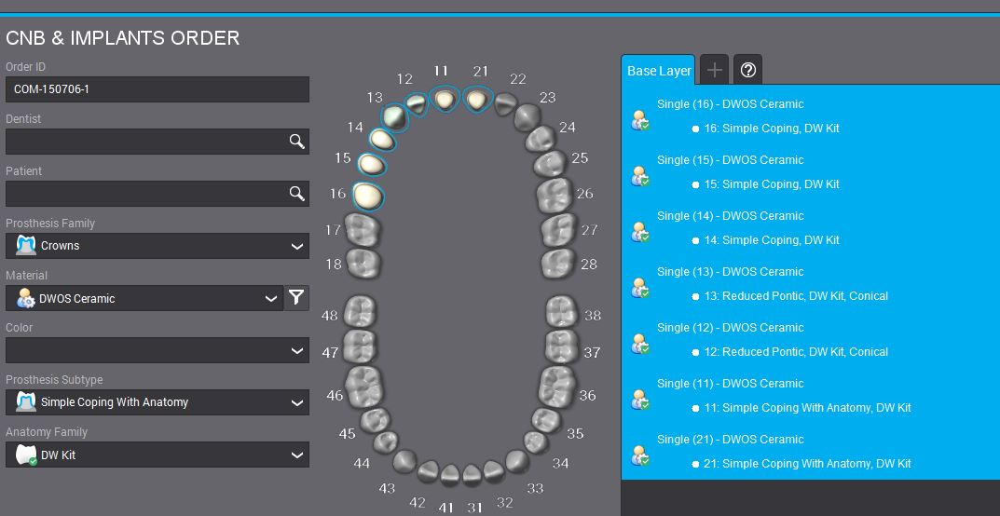 CNB & IMPLANTS ORDER
Order ID
COM-150706-1
Dentist
Patient
Prosthesis Family
Crowns
Material
DWOS Ceramic
Color
Prosthesis Subtype
Simple Coping With Anatomy
Anatomy Family
DW Kit
11 21
12 22
13 23
14 24
15 25
16 26
17 27
18 28
48 38
47 37
46 36
45 35
44 34
43 33
42 32
41 31
Base Layer + ?
Single (16) - DWOS Ceramic
16: Simple Coping, DW Kit
Single (15) - DWOS Ceramic
15: Simple Coping, DW Kit
Single (14) - DWOS Ceramic
14: Simple Coping, DW Kit
Single (13) - DWOS Ceramic
13: Reduced Pontic, DW Kit, Conical
Single (12) - DWOS Ceramic
12: Reduced Pontic, DW Kit, Conical
Single (11) - DWOS Ceramic
11: Simple Coping With Anatomy, DW Kit
Single (21) - DWOS Ceramic
21: Simple Coping With Anatomy, DW Kit